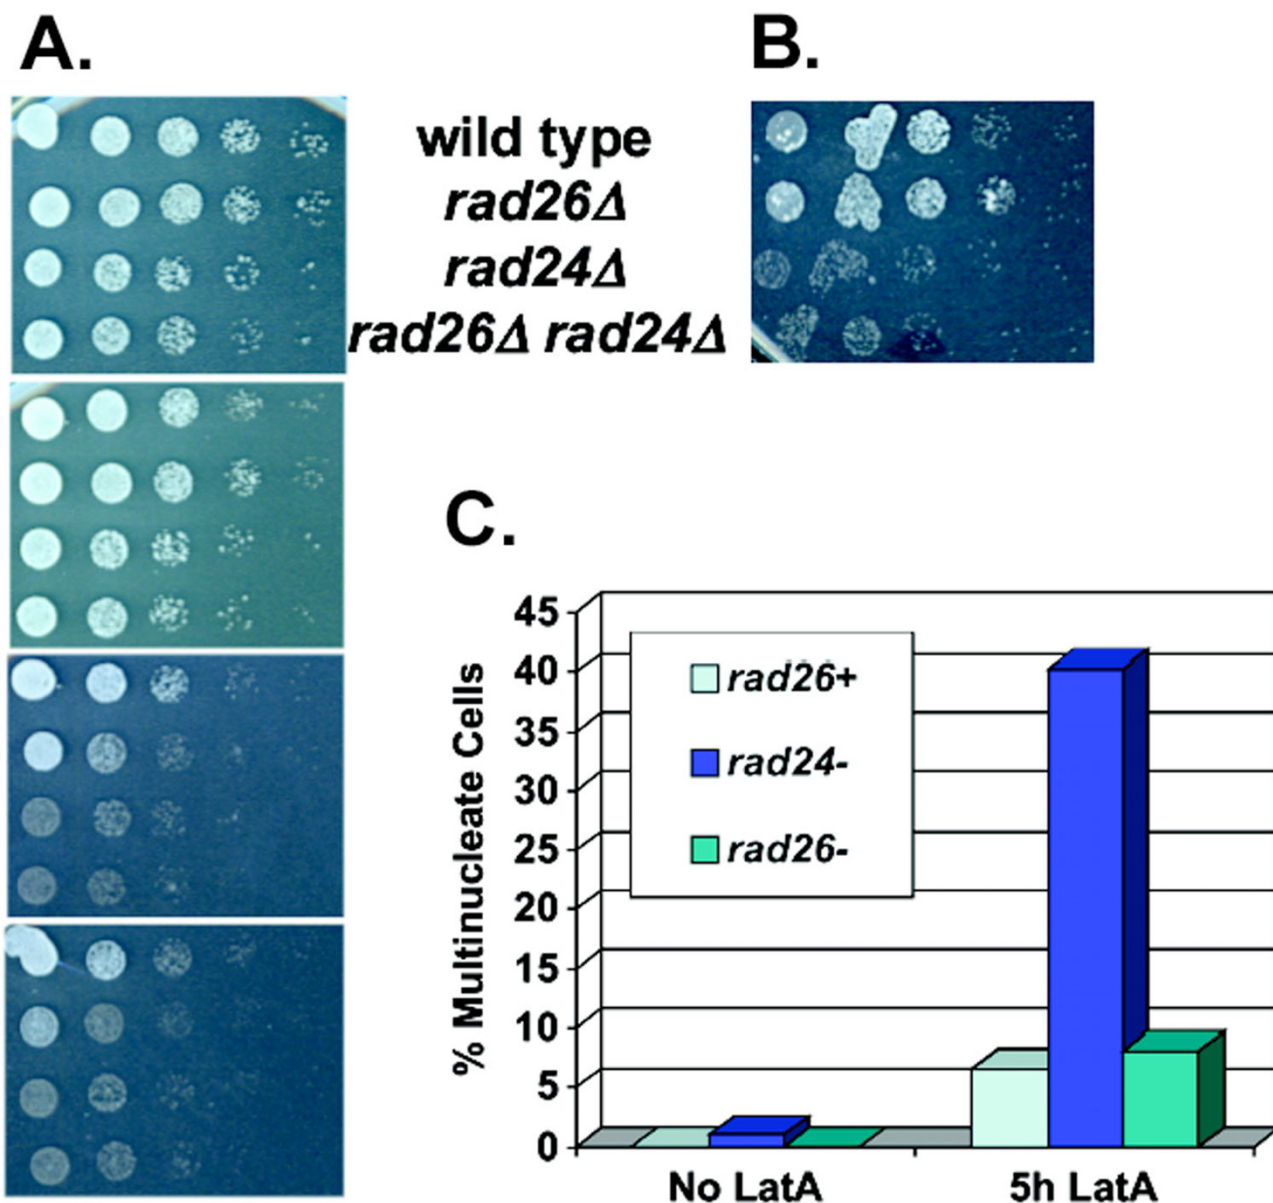 A.
B.
wild type
rad26Δ
rad24Δ
rad26Δ rad24Δ
C.
% Multinucleate Cells
45
40
35
30
25
20
15
10
5
0
rad26+
rad24-
rad26-
No LatA
5h LatA